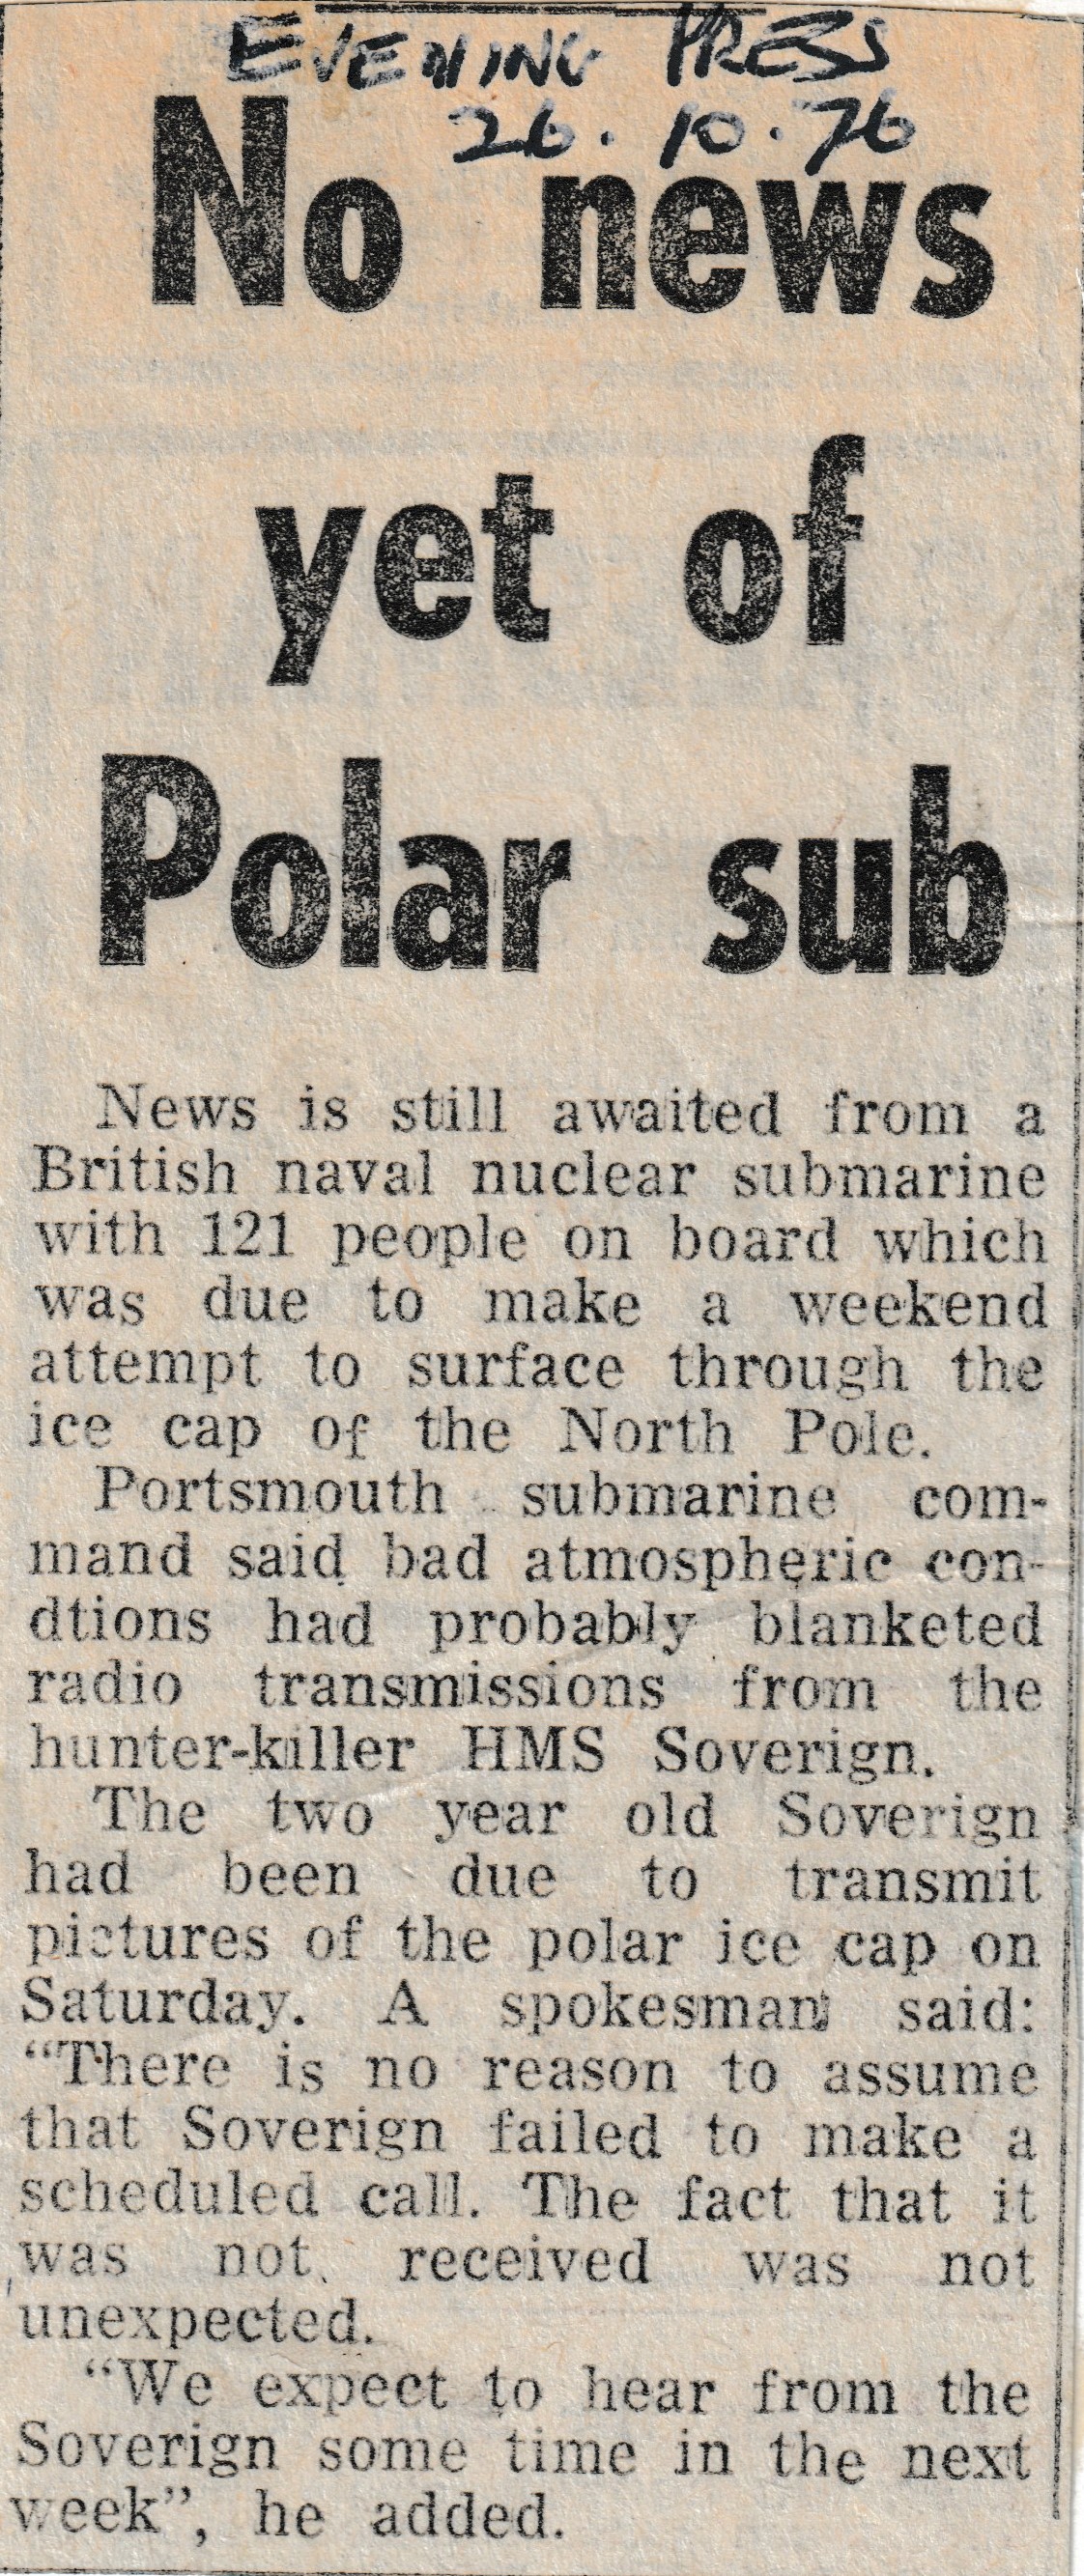 EVENING PRESS
26.10.76
No news
yet of
Polar sub
News is still awaited from a
British naval nuclear submarine
with 121 people on board which
was due to make a weekend
attempt to surface through the
ice cap of the North Pole.
Portsmouth submarine com-
mand said bad atmospheric con-
dtions had probably blanketed
radio transmissions from the
hunter-killer HMS Soverign.
The two year old Soverign
had been due to transmit
pictures of the polar ice cap on
Saturday. A spokesman said:
“There is no reason to assume
that Soverign failed to make a
scheduled call. The fact that it
was not received was not
unexpected.
“We expect to hear from the
Soverign some time in the next
week”, he added.